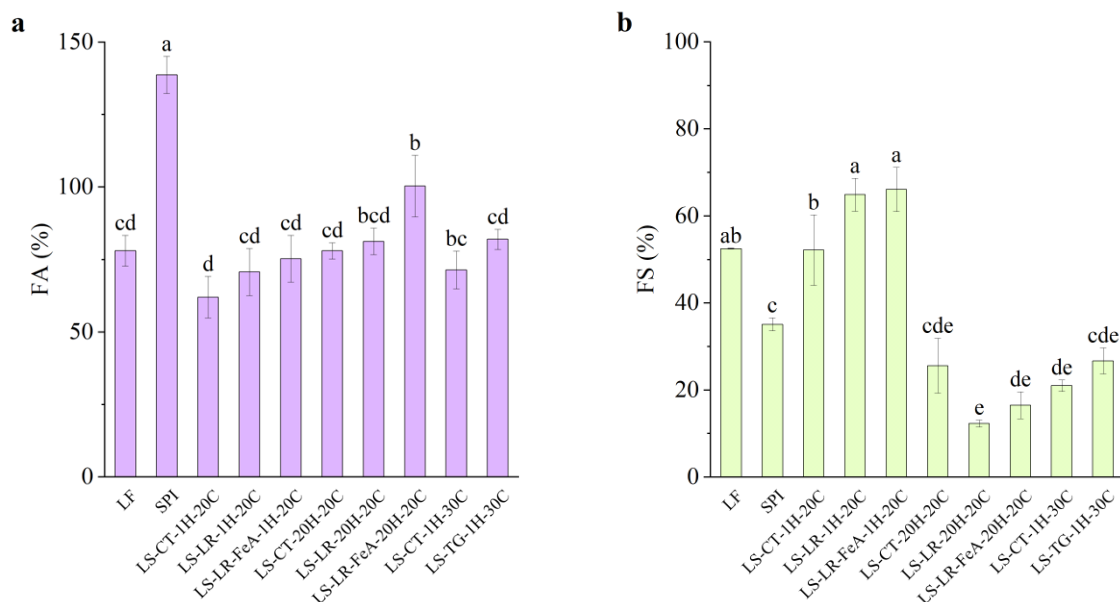 a
FA (%)
150
100
50
0
a
b
cd
d
cd
cd
cd
bcd
bc
cd
LF
SPI
LS-CT-1H-20C
LS-LR-1H-20C
LS-LR-FeA-1H-20C
LS-CT-20H-20C
LS-LR-20H-20C
LS-LR-FeA-20H-20C
LS-CT-1H-30C
LS-TG-1H-30C
b
FS (%)
100
80
60
40
20
0
ab
c
b
a
a
cde
e
de
de
cde
LF
SPI
LS-CT-1H-20C
LS-LR-1H-20C
LS-LR-FeA-1H-20C
LS-CT-20H-20C
LS-LR-20H-20C
LS-LR-FeA-20H-20C
LS-CT-1H-30C
LS-TG-1H-30C